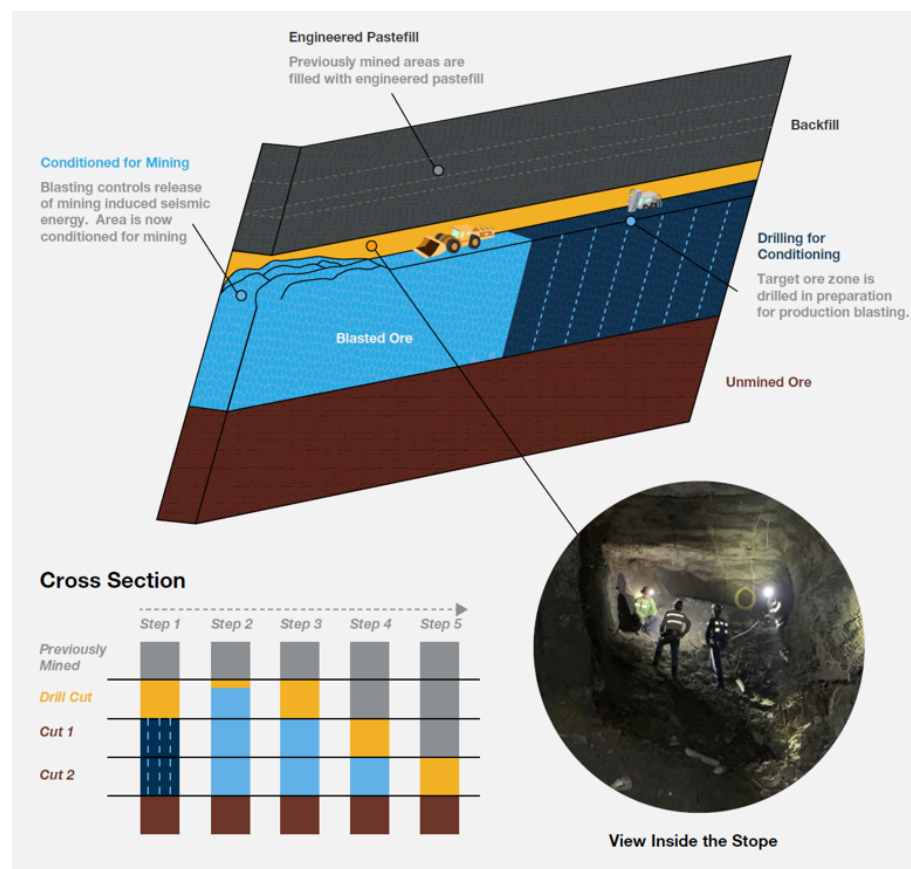 Engineered Pastefill
Previously mined areas are
filled with engineered pastefill
Backfill
Conditioned for Mining
Blasting controls release
of mining induced seismic
energy. Area is now
conditioned for mining
Drilling for
Conditioning
Target ore zone is
drilled in preparation
for production blasting.
Blasted Ore
Unmined Ore
Cross Section
Step 1 Step 2 Step 3 Step 4 Step 5
Previously
Mined
Drill Cut
Cut 1
Cut 2
View Inside the Stope